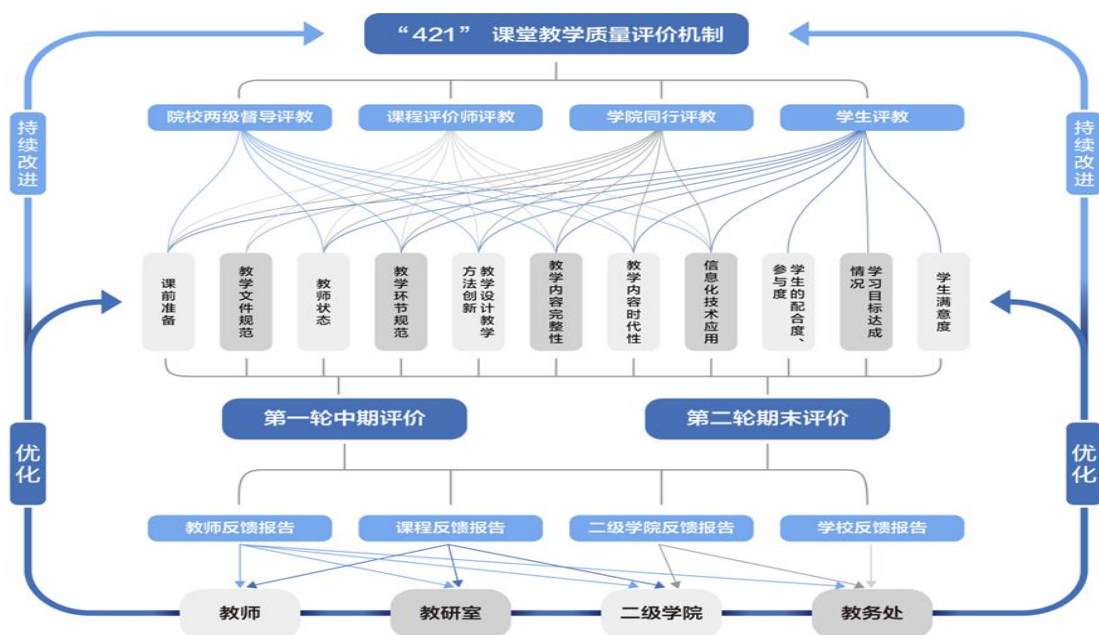 “421” 课堂教学质量评价机制
持续改进
持续改进
院校两级督导评教
课程评价师评教
学院同行评教
学生评教
课前准备
教学文件规范
教师状态
教学环节规范
教学设计教学
方法创新
教学内容完整性
教学内容时代性
信息化技术应用
学生的配合度、
参与度
学习目标达成
情况
学生满意度
第一轮中期评价
第二轮期末评价
优化
优化
教师反馈报告
课程反馈报告
二级学院反馈报告
学校反馈报告
教师
教研室
二级学院
教务处